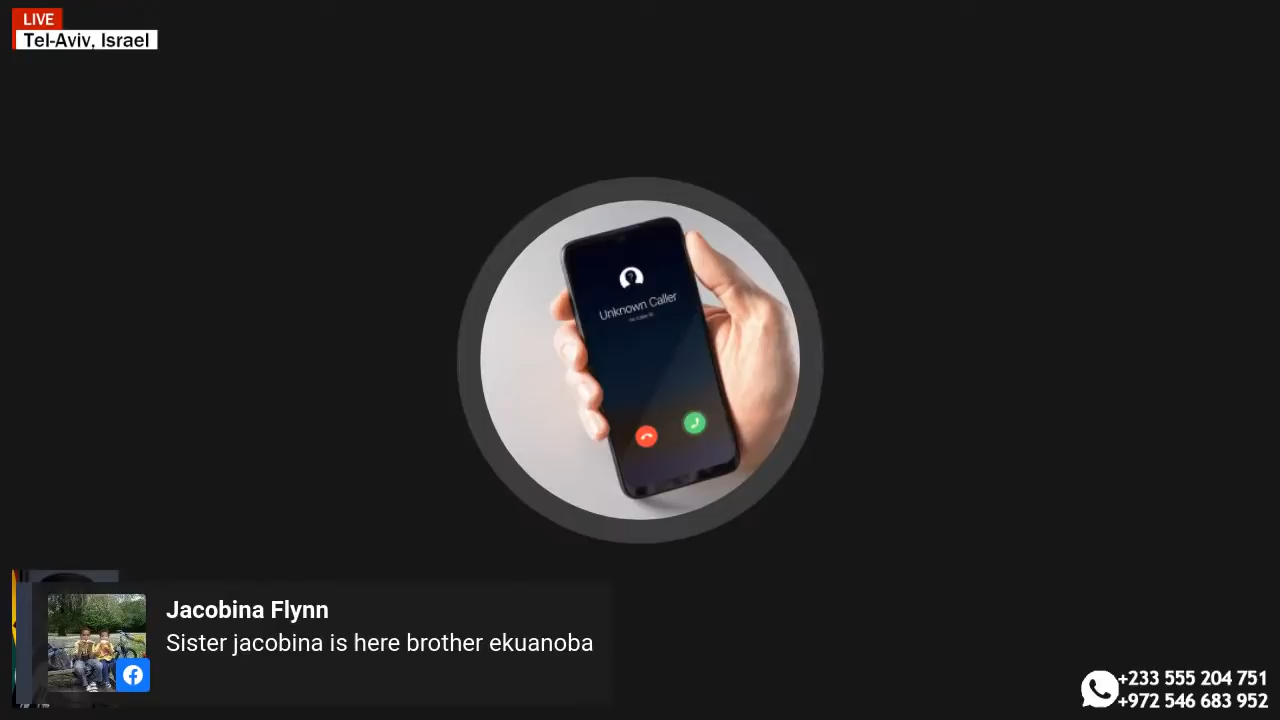 LIVE
Tel-Aviv, Israel
Unknown Caller
Jacobina Flynn
Sister jacobina is here brother ekuanoba
+233 555 204 751
+972 546 683 952